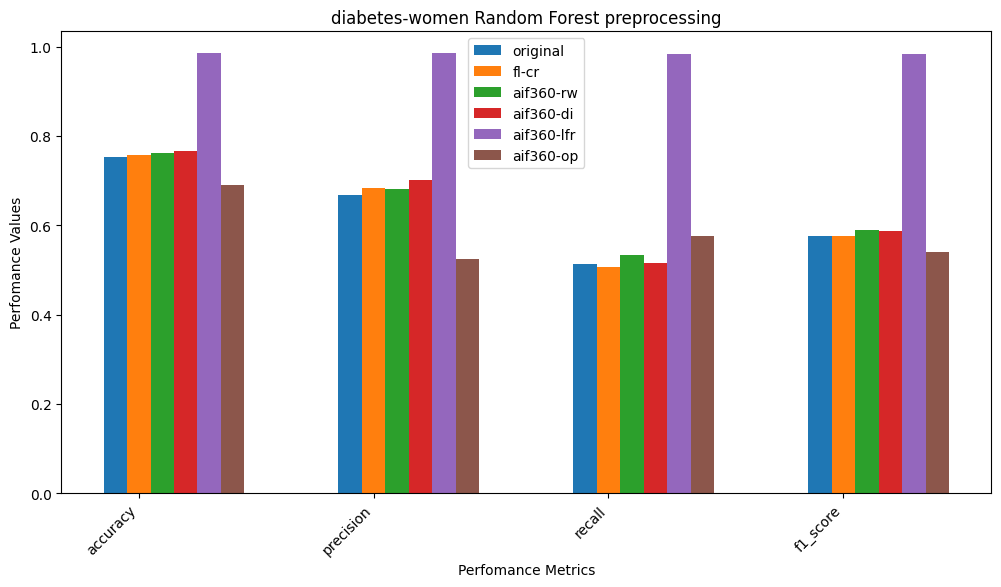 diabetes-women Random Forest preprocessing
original
fl-cr
aif360-rw
aif360-di
aif360-lfr
aif360-op
Perfomance Values
1.0
0.8
0.6
0.4
0.2
0.0
accuracy
precision
recall
f1_score
Perfomance Metrics